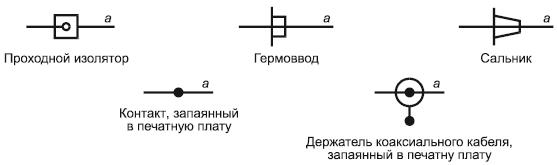 a
a
a
Проходной изолятор
Гермоввод
Сальник
a
a
Контакт, запаянный
в печатную плату
Держатель коаксиального кабеля,
запаянный в печатну плату